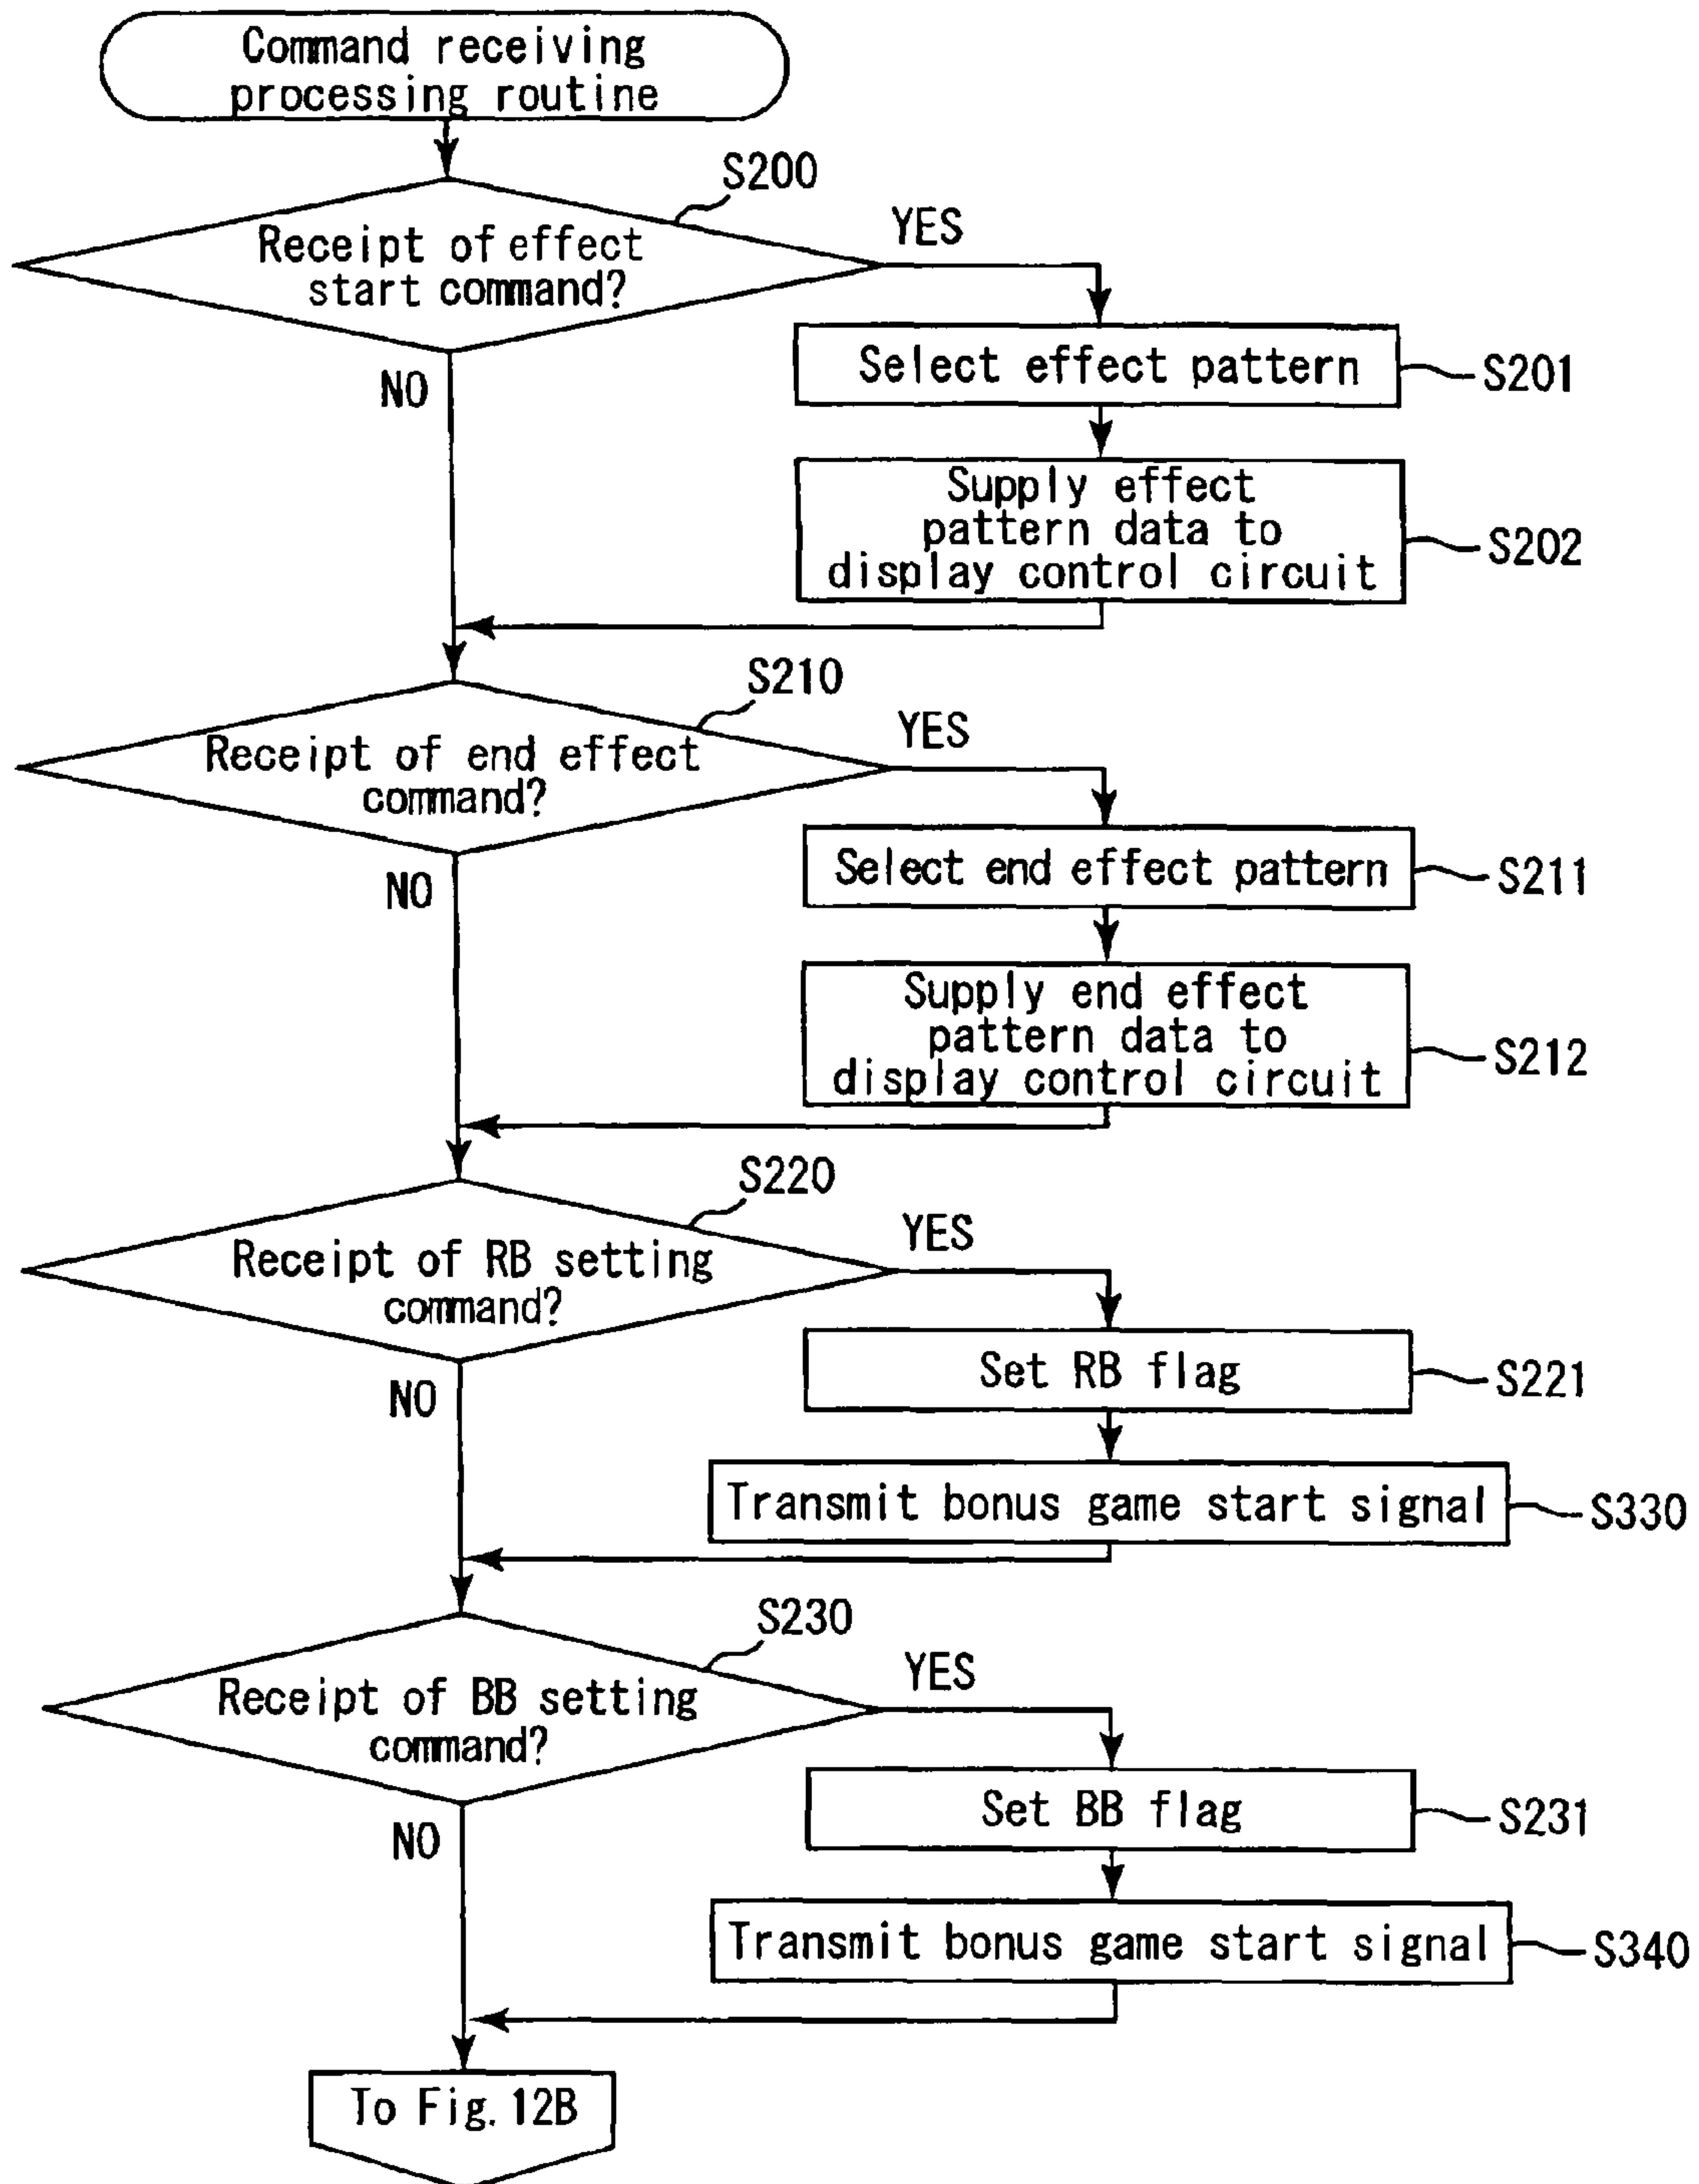 Command receiving
processing routine
S200
YES
Receipt of effect
start command?
NO
Select effect pattern
S201
Supply effect
pattern data to
display control circuit
S202
S210
YES
Receipt of end effect
command?
NO
Select end effect pattern
S211
Supply end effect
pattern data to
display control circuit
S212
S220
YES
Receipt of RB setting
command?
NO
Set RB flag
S221
Transmit bonus game start signal
S330
S230
YES
Receipt of BB setting
command?
NO
Set BB flag
S231
Transmit bonus game start signal
S340
To Fig. 12B